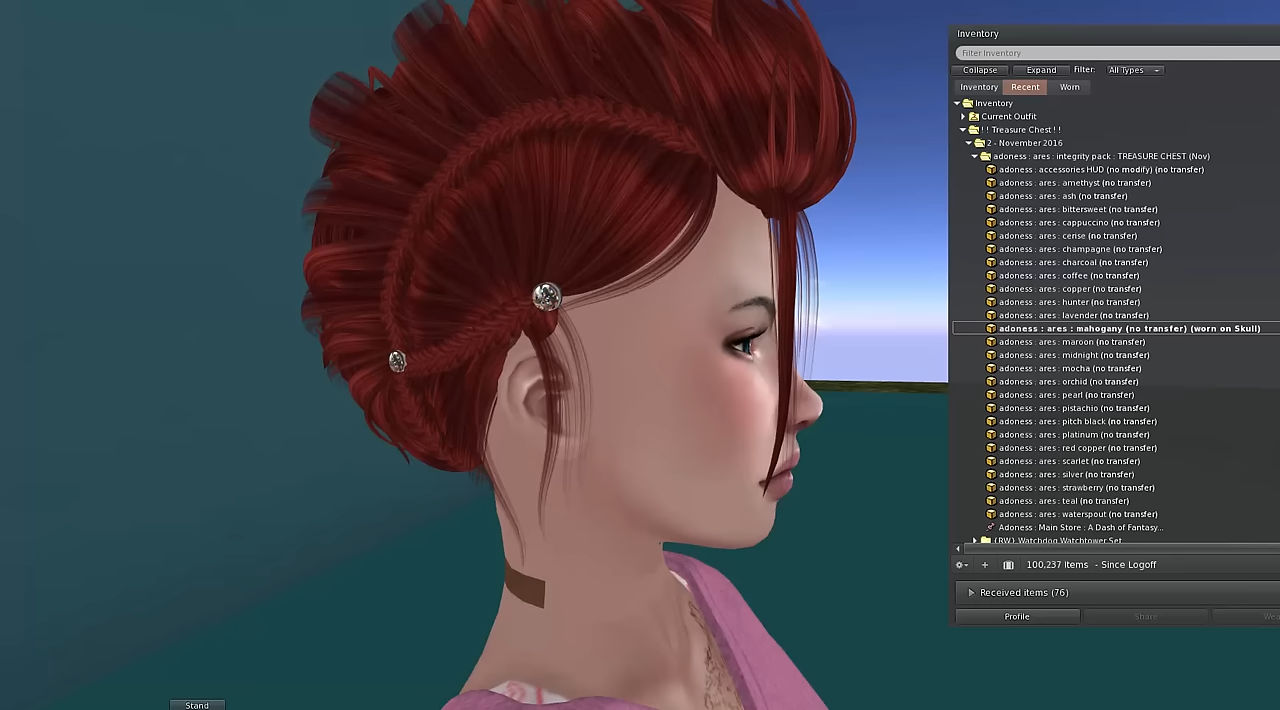 Inventory
Filter Inventory
Collapse Expand Filter: All Types
Inventory Recent Worn
Inventory
Current Outfit
! ! Treasure Chest ! !
2 - November 2016
adoness : ares : integrity pack : TREASURE CHEST (Nov)
adoness : ares : accessories HUD (no modify) (no transfer)
adoness : ares : amethyst (no transfer)
adoness : ares : ash (no transfer)
adoness : ares : bittersweet (no transfer)
adoness : ares : cappuccino (no transfer)
adoness : ares : cerise (no transfer)
adoness : ares : champagne (no transfer)
adoness : ares : charcoal (no transfer)
adoness : ares : coffee (no transfer)
adoness : ares : copper (no transfer)
adoness : ares : hunter (no transfer)
adoness : ares : lavender (no transfer)
adoness : ares : mahogany (no transfer) (worn on Skull)
adoness : ares : maroon (no transfer)
adoness : ares : midnight (no transfer)
adoness : ares : mocha (no transfer)
adoness : ares : orchid (no transfer)
adoness : ares : pearl (no transfer)
adoness : ares : pistachio (no transfer)
adoness : ares : pitch black (no transfer)
adoness : ares : platinum (no transfer)
adoness : ares : red copper (no transfer)
adoness : ares : scarlet (no transfer)
adoness : ares : silver (no transfer)
adoness : ares : strawberry (no transfer)
adoness : ares : teal (no transfer)
adoness : ares : waterspout (no transfer)
Adoness : Main Store : A Dash of Fantasy...
{RW} Watchdog Watchtower Set
100,237 Items - Since Logoff
Received items (76)
Profile Share We
Stand